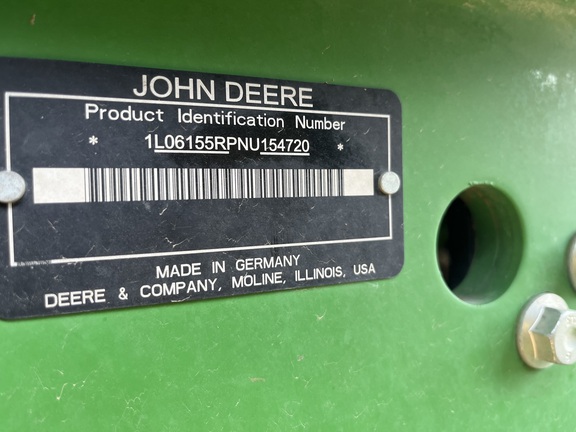 JOHN DEERE
Product Identification Number
* 1L06155RPNU154720 *
MADE IN GERMANY
DEERE & COMPANY, MOLINE, ILLINOIS, USA